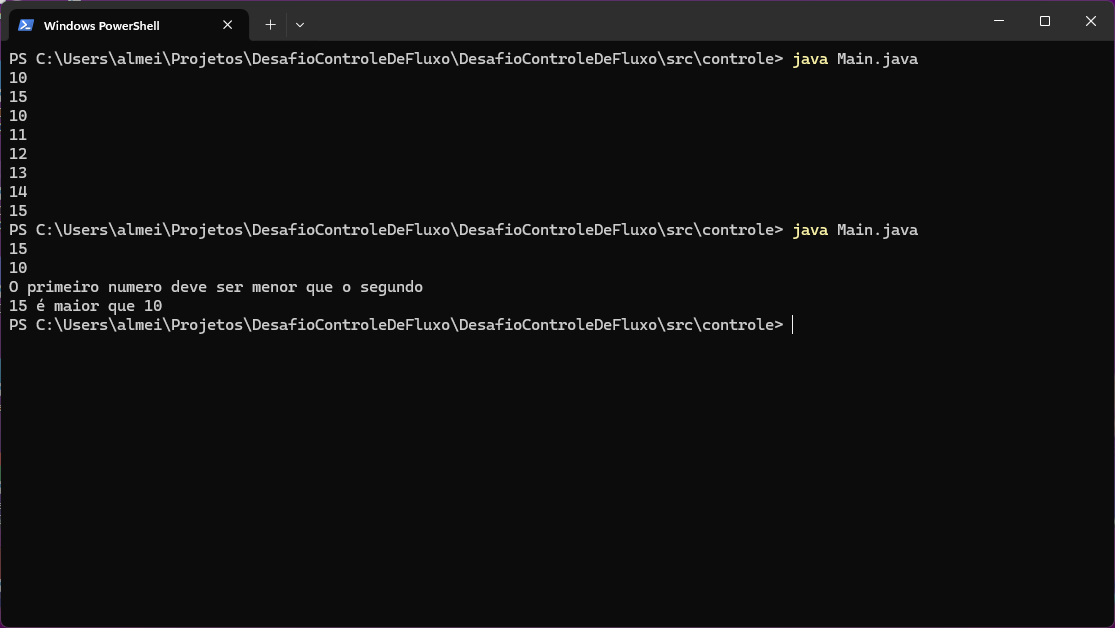 Windows PowerShell
PS C:\Users\almei\Projetos\DesafioControleDeFluxo\DesafioControleDeFluxo\src\controle> java Main.java
10
15
10
11
12
13
14
15
PS C:\Users\almei\Projetos\DesafioControleDeFluxo\DesafioControleDeFluxo\src\controle> java Main.java
15
10
O primeiro numero deve ser menor que o segundo
15 é maior que 10
PS C:\Users\almei\Projetos\DesafioControleDeFluxo\DesafioControleDeFluxo\src\controle>